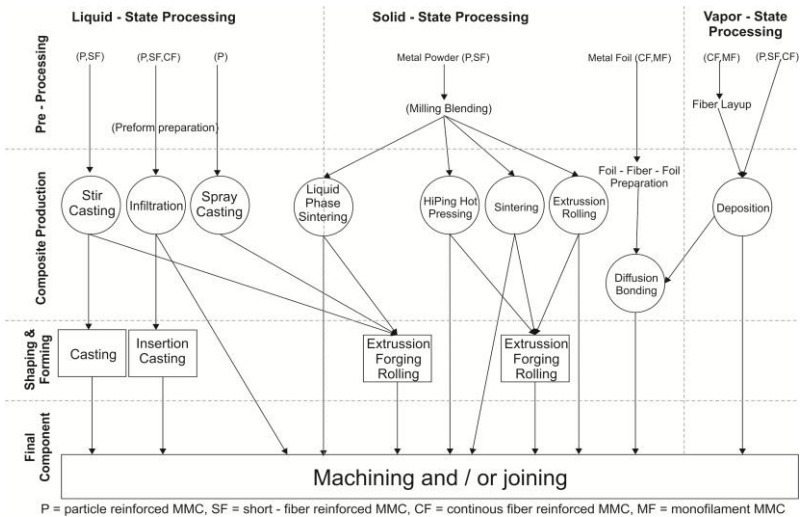 Liquid - State Processing
Solid - State Processing
Vapor - State
Processing
Pre - Processing
(P,SF)
(P,SF,CF)
(P)
Metal Powder (P,SF)
Metal Foil (CF,MF)
(CF,MF)
(P,SF,CF)
(Milling Blending)
Fiber Layup
(Preform preparation)
Composite Production
Stir
Casting
Infiltration
Spray
Casting
Liquid
Phase
Sintering
HiPing Hot
Pressing
Sintering
Extrussion
Rolling
Foil - Fiber - Foil
Preparation
Deposition
Diffusion
Bonding
Shaping &
Forming
Casting
Insertion
Casting
Extrussion
Forging
Rolling
Extrussion
Forging
Rolling
Final
Component
Machining and / or joining
P = particle reinforced MMC, SF = short - fiber reinforced MMC, CF = continous fiber reinforced MMC, MF = monofilament MMC